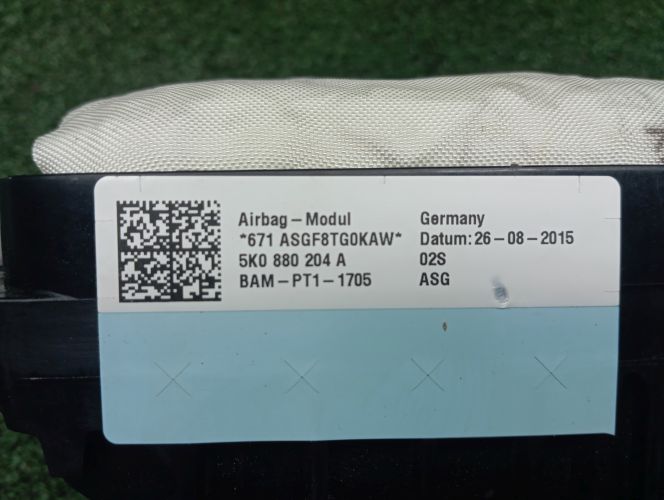 Airbag-Modul
*671 ASGF8TG0KAW*
5K0 880 204 A
BAM-PT1-1705
Germany
Datum: 26-08-2015
02S
ASG